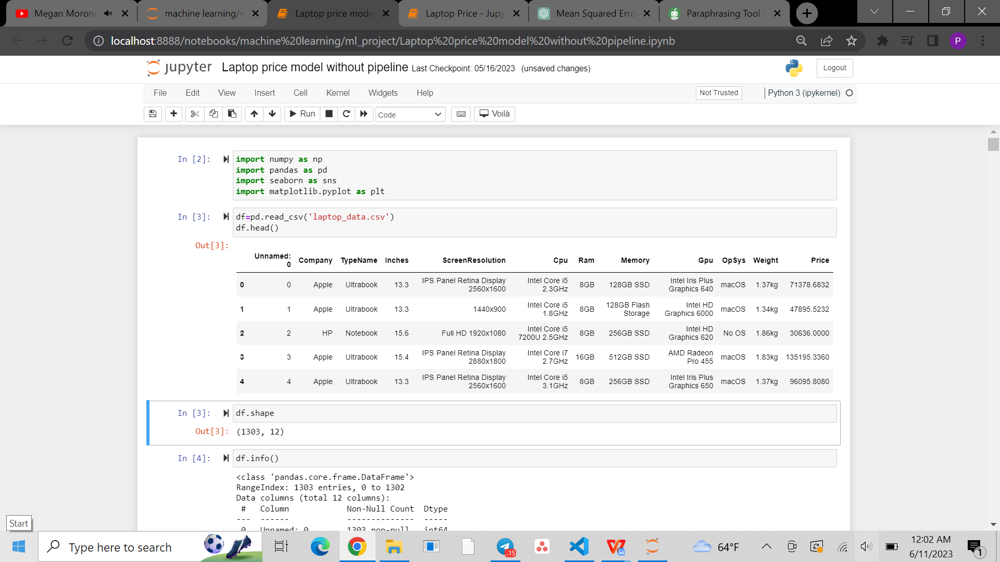 Megan Morone
machine learning/m
Laptop price model
Laptop Price - Jupyt
Mean Squared Erro
Paraphrasing Tool -
localhost:8888/notebooks/machine%20learning/ml_project/Laptop%20price%20model%20without%20pipeline.ipynb
P
jupyter Laptop price model without pipeline Last Checkpoint: 05/16/2023 (unsaved changes)
Logout
File Edit View Insert Cell Kernel Widgets Help
Not Trusted
Python 3 (ipykernel)
Run
Code
Voilà
In [2]:
import numpy as np
import pandas as pd
import seaborn as sns
import matplotlib.pyplot as plt
In [3]:
df=pd.read_csv('laptop_data.csv')
df.head()
Out[3]:
Unnamed: 0 Company TypeName Inches ScreenResolution Cpu Ram Memory Gpu OpSys Weight Price
0 0 Apple Ultrabook 13.3 IPS Panel Retina Display 2560x1600 Intel Core i5 2.3GHz 8GB 128GB SSD Intel Iris Plus Graphics 640 macOS 1.37kg 71378.6832
1 1 Apple Ultrabook 13.3 1440x900 Intel Core i5 1.8GHz 8GB 128GB Flash Storage Intel HD Graphics 6000 macOS 1.34kg 47895.5232
2 2 HP Notebook 15.6 Full HD 1920x1080 Intel Core i5 7200U 2.5GHz 8GB 256GB SSD Intel HD Graphics 620 No OS 1.86kg 30636.0000
3 3 Apple Ultrabook 15.4 IPS Panel Retina Display 2880x1800 Intel Core i7 2.7GHz 16GB 512GB SSD AMD Radeon Pro 455 macOS 1.83kg 135195.3360
4 4 Apple Ultrabook 13.3 IPS Panel Retina Display 2560x1600 Intel Core i5 3.1GHz 8GB 256GB SSD Intel Iris Plus Graphics 650 macOS 1.37kg 96095.8080
In [3]:
df.shape
Out[3]:
(1303, 12)
In [4]:
df.info()
<class 'pandas.core.frame.DataFrame'>
RangeIndex: 1303 entries, 0 to 1302
Data columns (total 12 columns):
# Column Non-Null Count Dtype
--- ------ -------------- -----
0 Unnamed: 0 1303 non-null int64
Start
Type here to search
..15
64°F
12:02 AM
6/11/2023
1